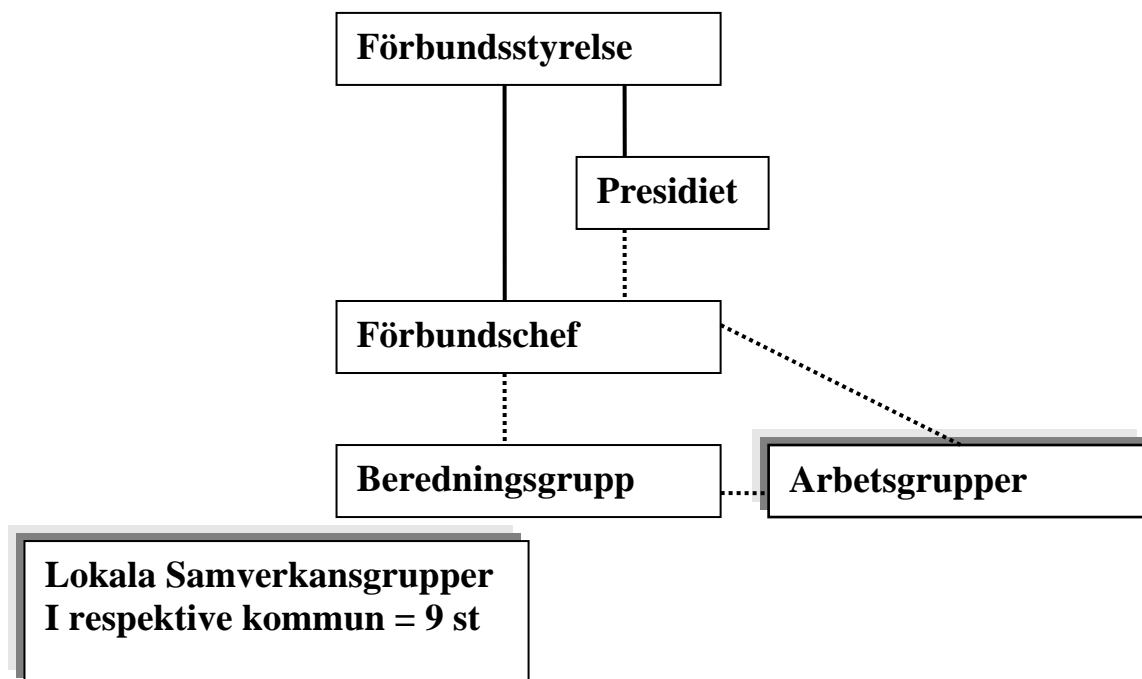 Förbundsstyrelse
Presidiet
Förbundschef
Beredningsgrupp
Arbetsgrupper
Lokala Samverkansgrupper
I respektive kommun = 9 st